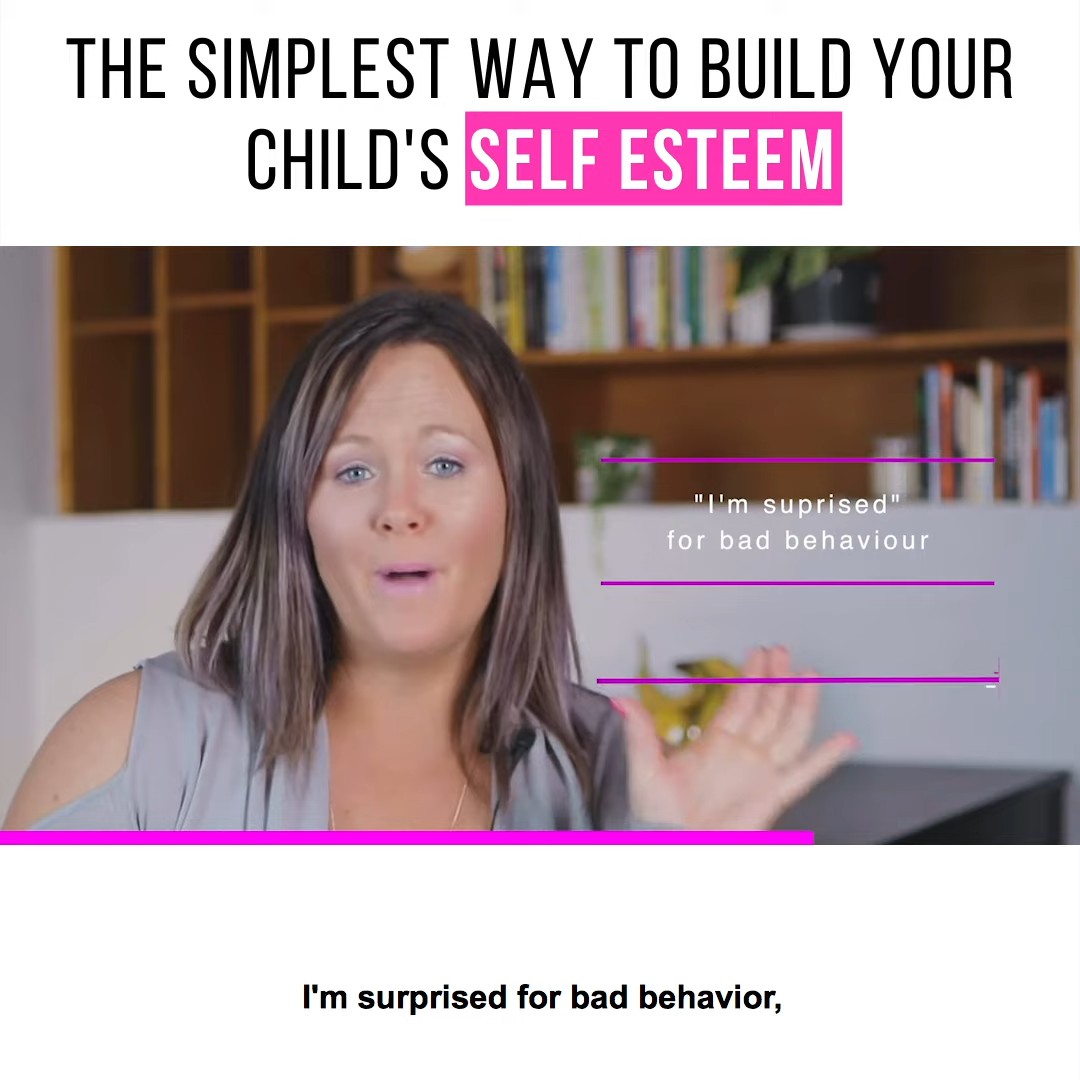 THE SIMPLEST WAY TO BUILD YOUR
CHILD'S SELF ESTEEM
"I'm suprised"
for bad behaviour
I'm surprised for bad behavior,